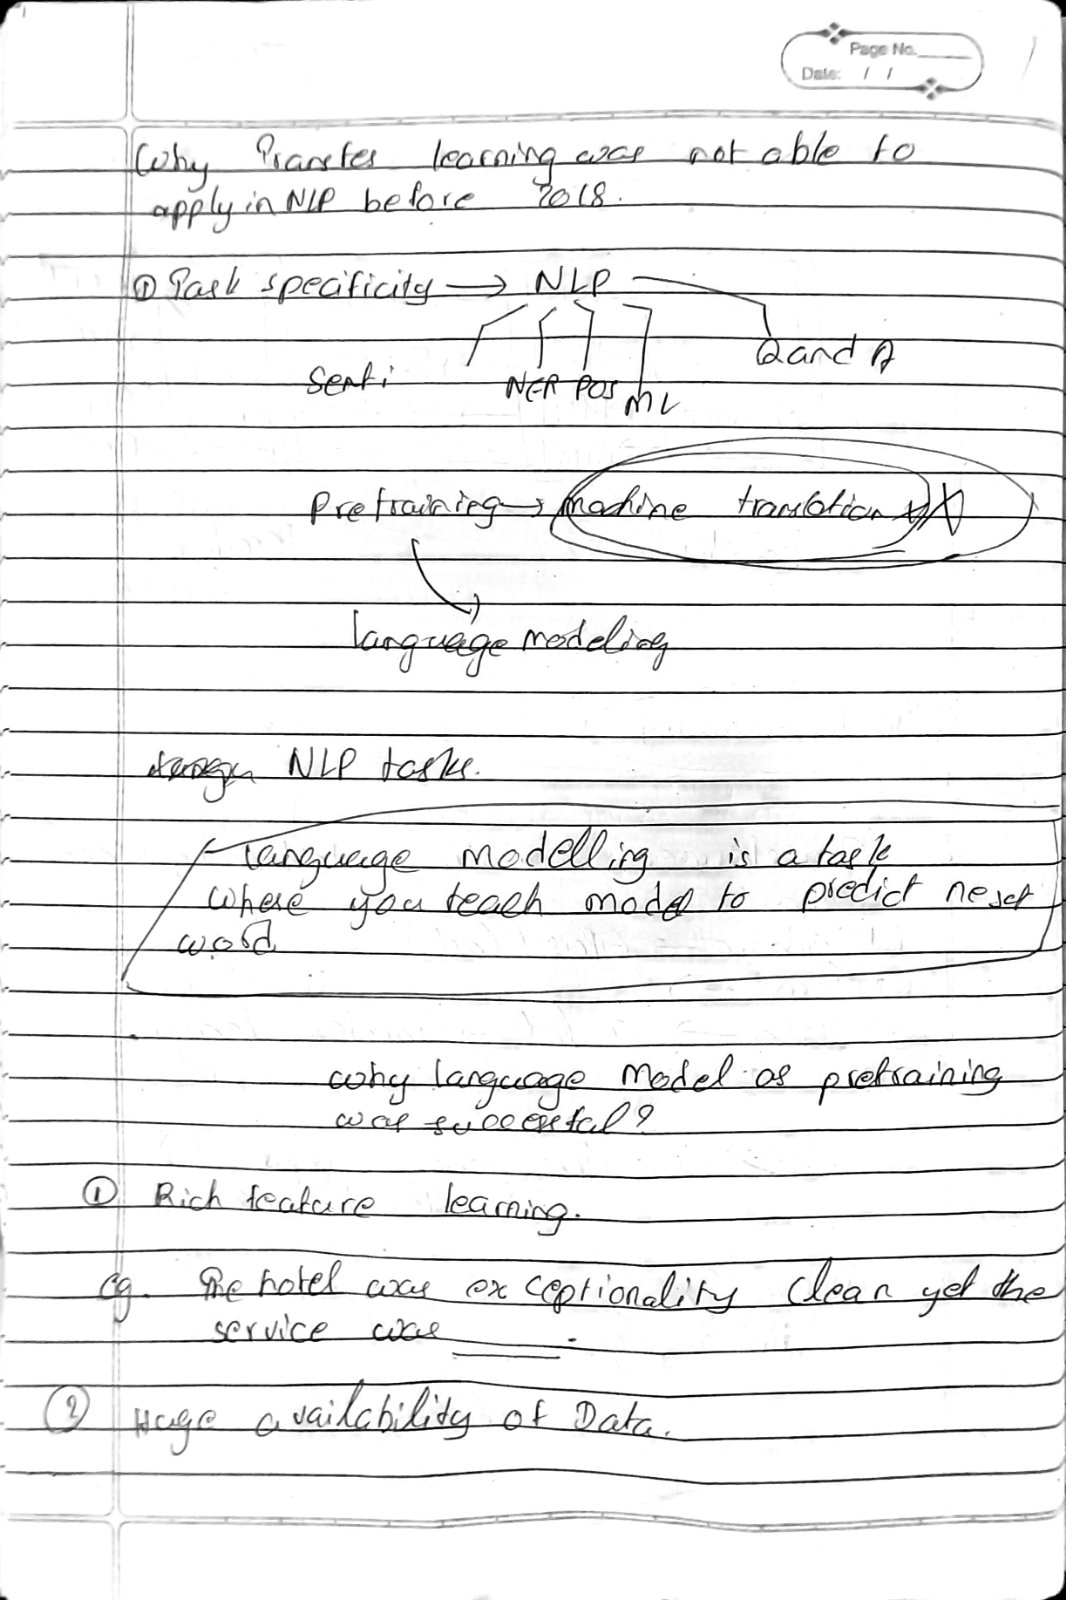 Page No.
Date: / /
Why Transfer learning was not able to
apply in NLP before 2018.
① Task specificity → NLP
Q and A
Senti
NER POS ML
Pretraining → machine translation
language modeling
NLP tasks.
language modelling is a task
where you teach model to predict next
word
why language model as pretraining
was successful?
① Rich feature learning.
eg. The hotel was exceptionality clean yet the
service was ____.
② Huge availability of Data.